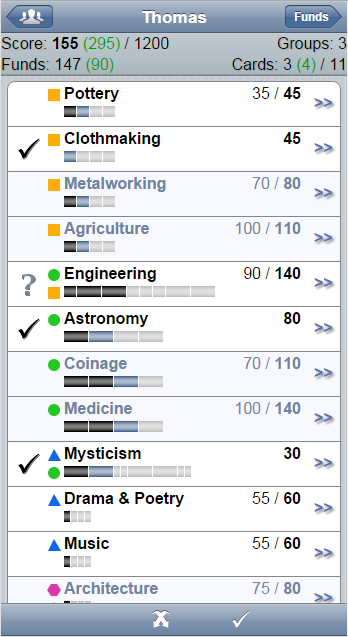 Thomas Funds
Score: 155 (295) / 1200 Groups: 3
Funds: 147 (90) Cards: 3 (4) / 11
Pottery 35 / 45 >>
Clothmaking 45 >>
Metalworking 70 / 80 >>
Agriculture 100 / 110 >>
? Engineering 90 / 140 >>
Astronomy 80 >>
Coinage 70 / 110 >>
Medicine 100 / 140 >>
Mysticism 30 >>
Drama & Poetry 55 / 60 >>
Music 55 / 60 >>
Architecture 75 / 80 >>